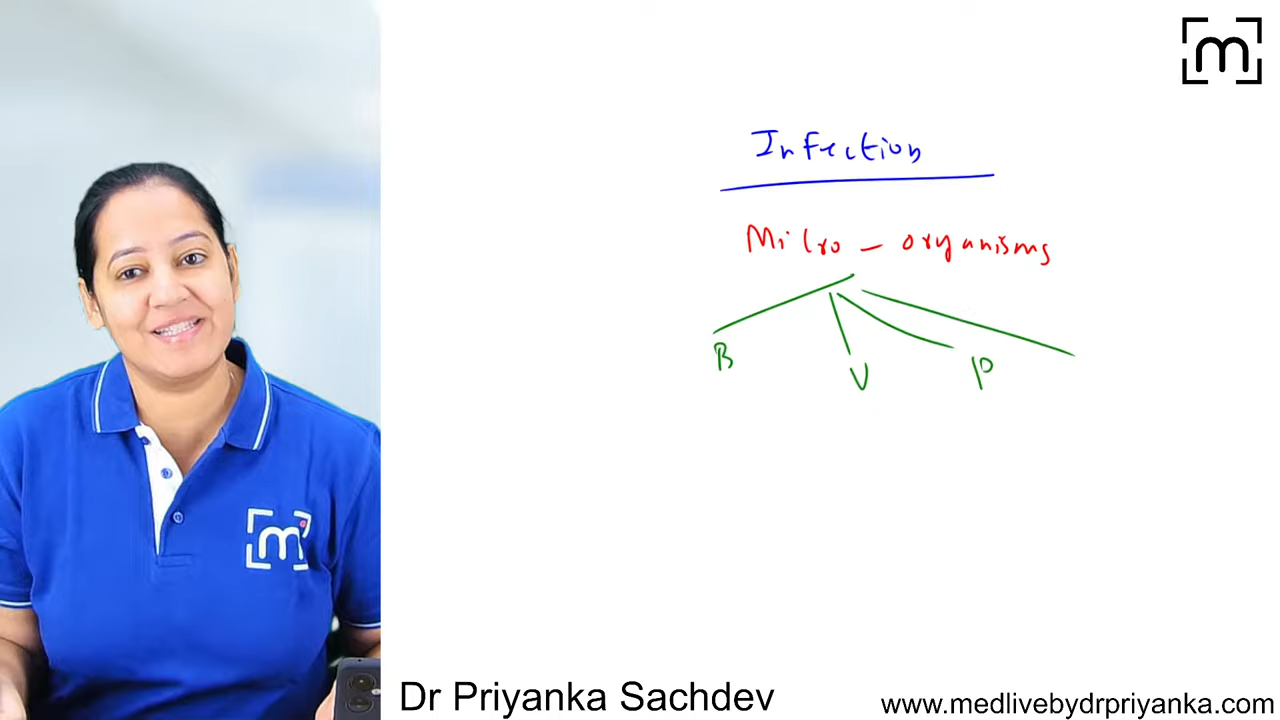 m
Infection
Micro - organisms
B
V
P
m
Dr Priyanka Sachdev
www.medlivebydrpriyanka.com